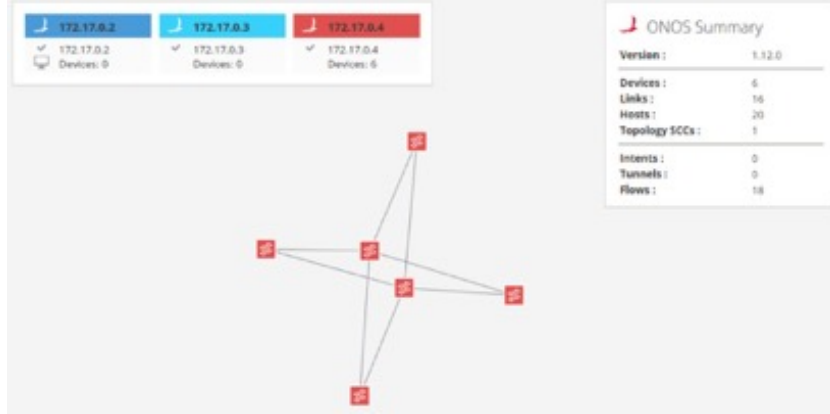 172.17.0.2
172.17.0.2
Devices: 0
172.17.0.3
172.17.0.3
Devices: 0
172.17.0.4
172.17.0.4
Devices: 6
ONOS Summary
Version : 1.12.0
Devices : 6
Links : 16
Hosts : 20
Topology SCCs : 1
Intents : 0
Tunnels : 0
Flows : 18